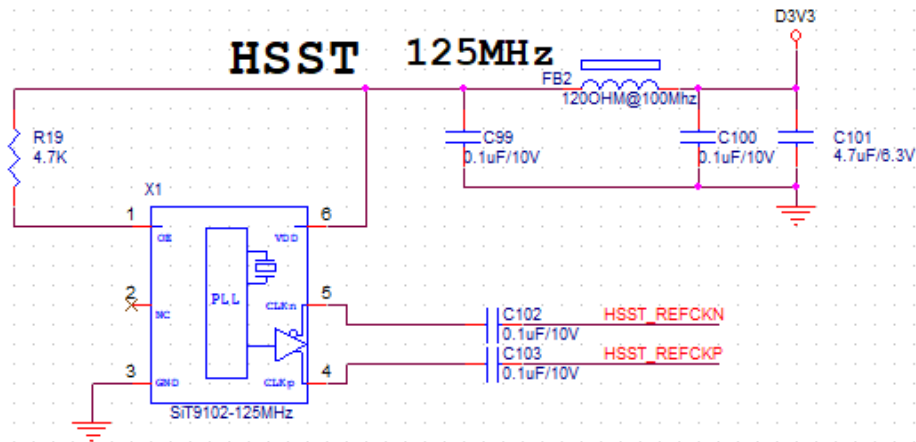 D3V3
HSST 125MHz
FB2
120OHM@100Mhz
R19
4.7K
C99
0.1uF/10V
C100
0.1uF/10V
C101
4.7uF/6.3V
X1
1
6
OE
VDD
PLL
2
5
NC
CLKn
C102
0.1uF/10V
HSST_REFCKN
C103
0.1uF/10V
HSST_REFCKP
3
4
GND
CLKp
SiT9102-125MHz